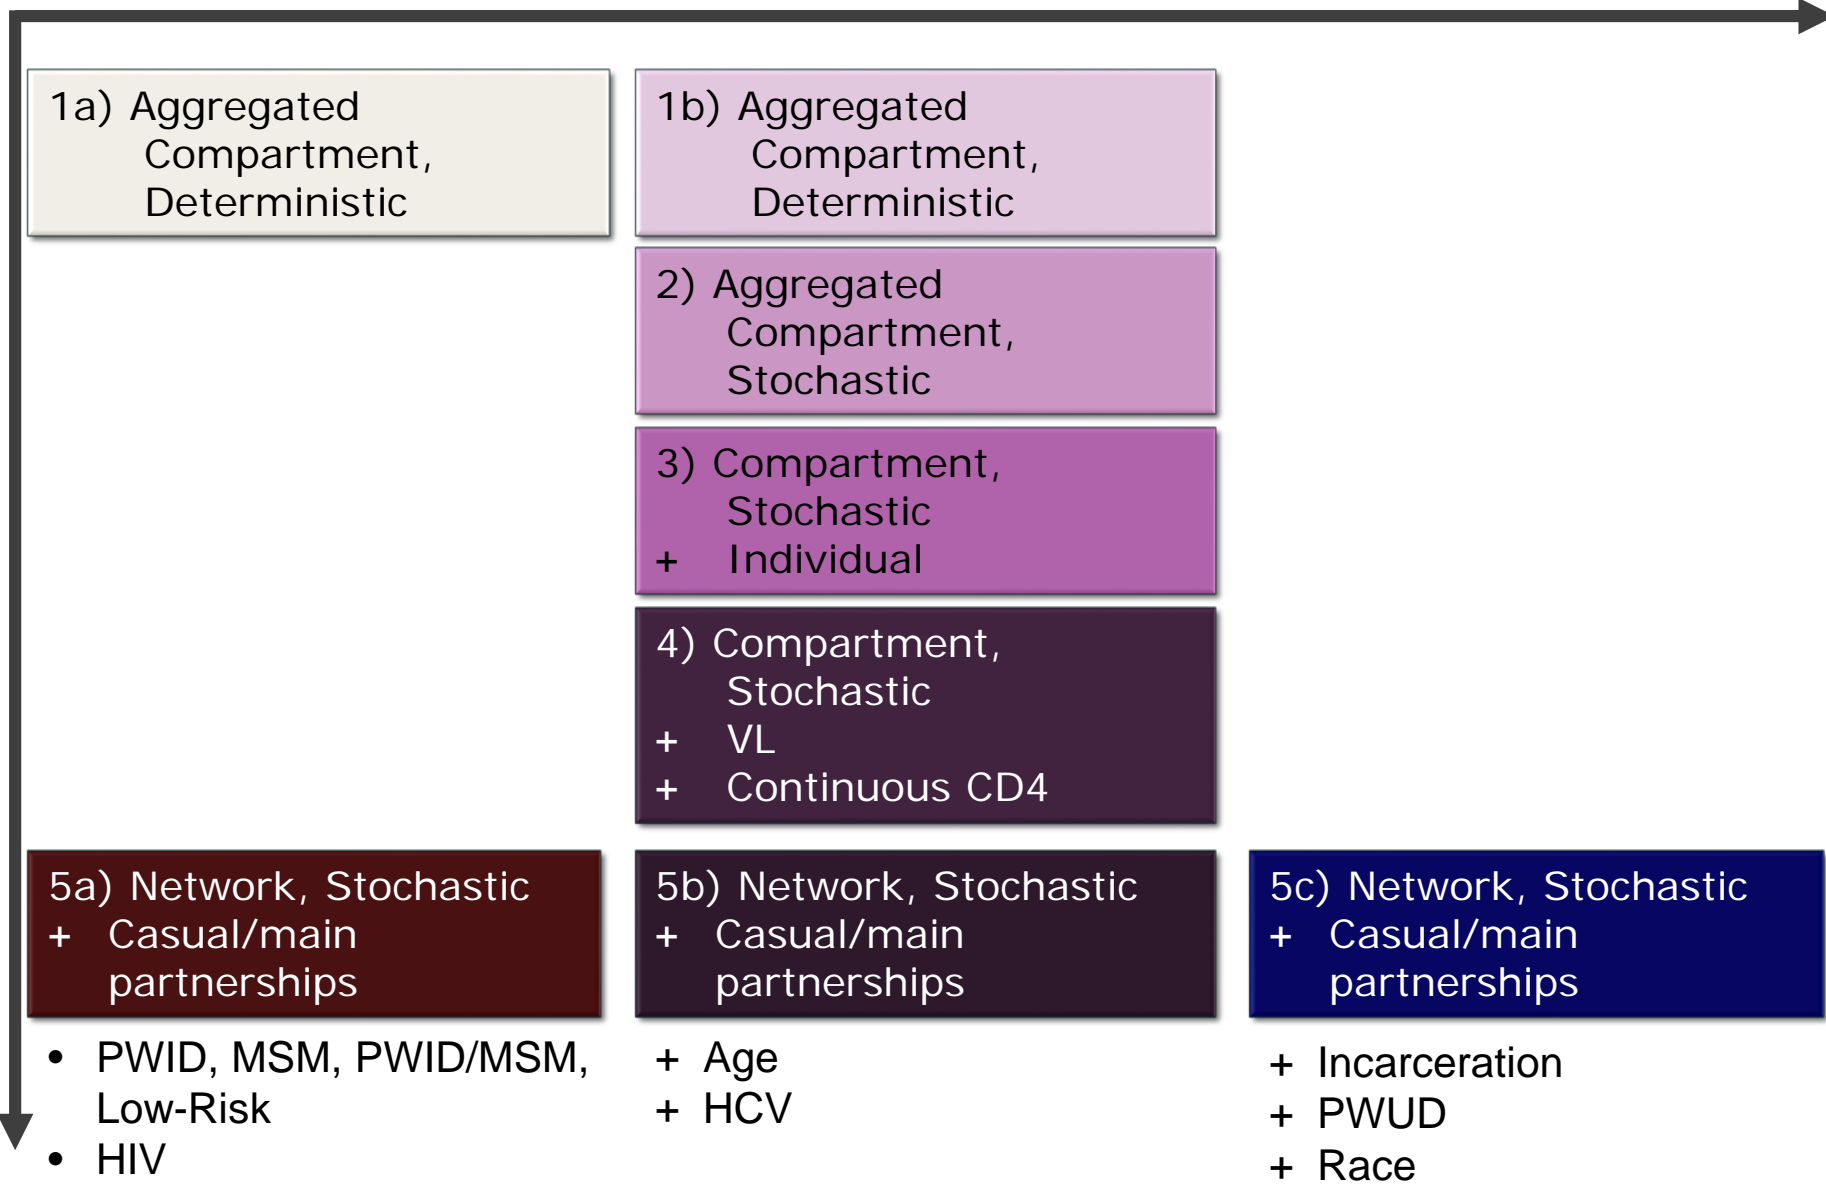 1a) Aggregated
Compartment,
Deterministic
1b) Aggregated
Compartment,
Deterministic
2) Aggregated
Compartment,
Stochastic
3) Compartment,
Stochastic
+ Individual
4) Compartment,
Stochastic
+ VL
+ Continuous CD4
5a) Network, Stochastic
+ Casual/main
partnerships
5b) Network, Stochastic
+ Casual/main
partnerships
5c) Network, Stochastic
+ Casual/main
partnerships
• PWID, MSM, PWID/MSM,
Low-Risk
• HIV
+ Age
+ HCV
+ Incarceration
+ PWUD
+ Race